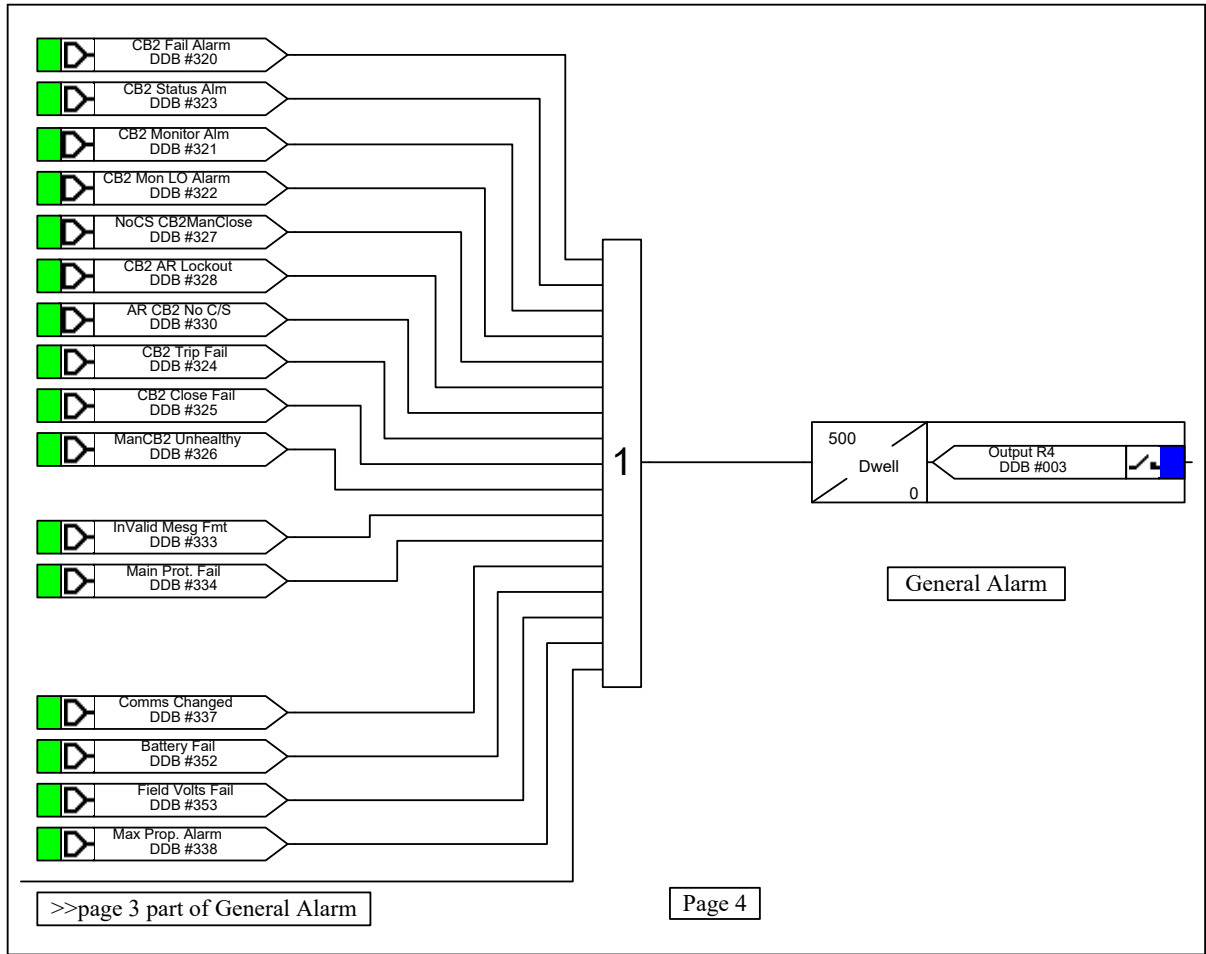 CB2 Fail Alarm
DDB #320
CB2 Status Alm
DDB #323
CB2 Monitor Alm
DDB #321
CB2 Mon LO Alarm
DDB #322
NoCS CB2ManClose
DDB #327
CB2 AR Lockout
DDB #328
AR CB2 No C/S
DDB #330
CB2 Trip Fail
DDB #324
CB2 Close Fail
DDB #325
ManCB2 Unhealthy
DDB #326
InValid Mesg Fmt
DDB #333
Main Prot. Fail
DDB #334
Comms Changed
DDB #337
Battery Fail
DDB #352
Field Volts Fail
DDB #353
Max Prop. Alarm
DDB #338
>>page 3 part of General Alarm
1
500
Dwell
0
Output R4
DDB #003
General Alarm
Page 4